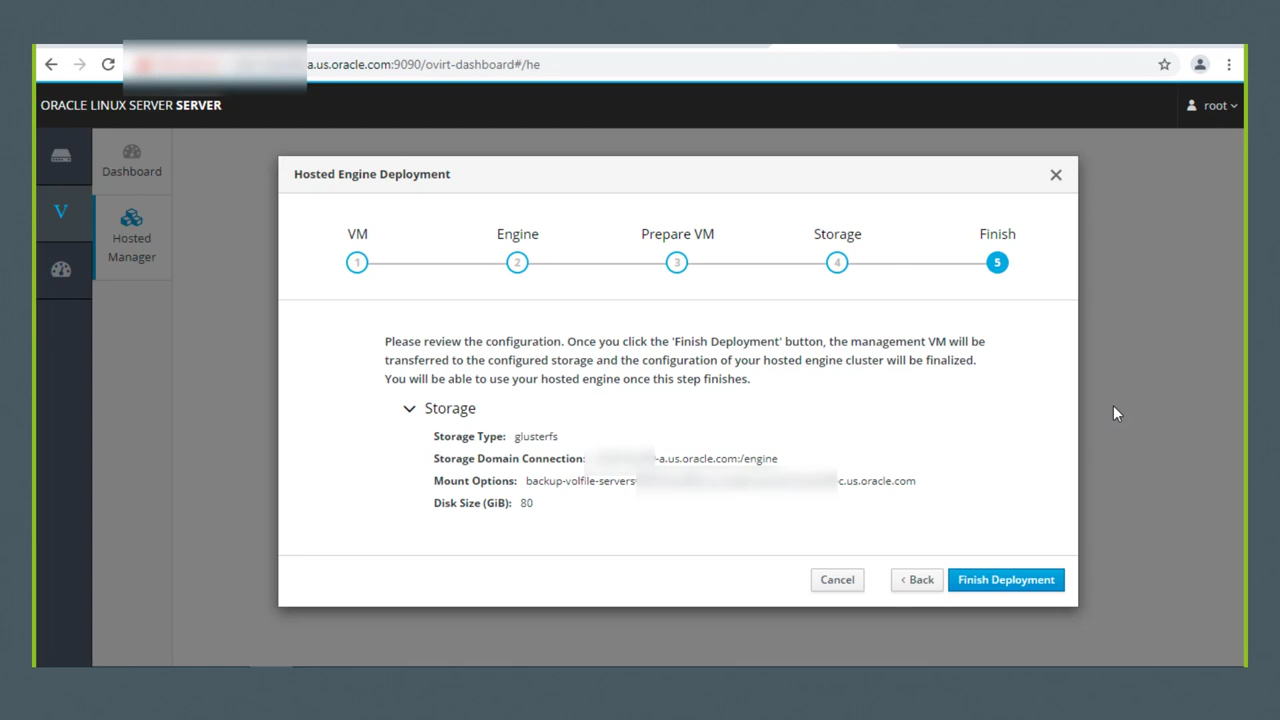 a.us.oracle.com:9090/ovirt-dashboard#/he
ORACLE LINUX SERVER SERVER
root
Dashboard
V
Hosted
Manager
Hosted Engine Deployment
VM
Engine
Prepare VM
Storage
Finish
1
2
3
4
5
Please review the configuration. Once you click the 'Finish Deployment' button, the management VM will be
transferred to the configured storage and the configuration of your hosted engine cluster will be finalized.
You will be able to use your hosted engine once this step finishes.
Storage
Storage Type: glusterfs
Storage Domain Connection: -a.us.oracle.com:/engine
Mount Options: backup-volfile-servers c.us.oracle.com
Disk Size (GiB): 80
Cancel
< Back
Finish Deployment